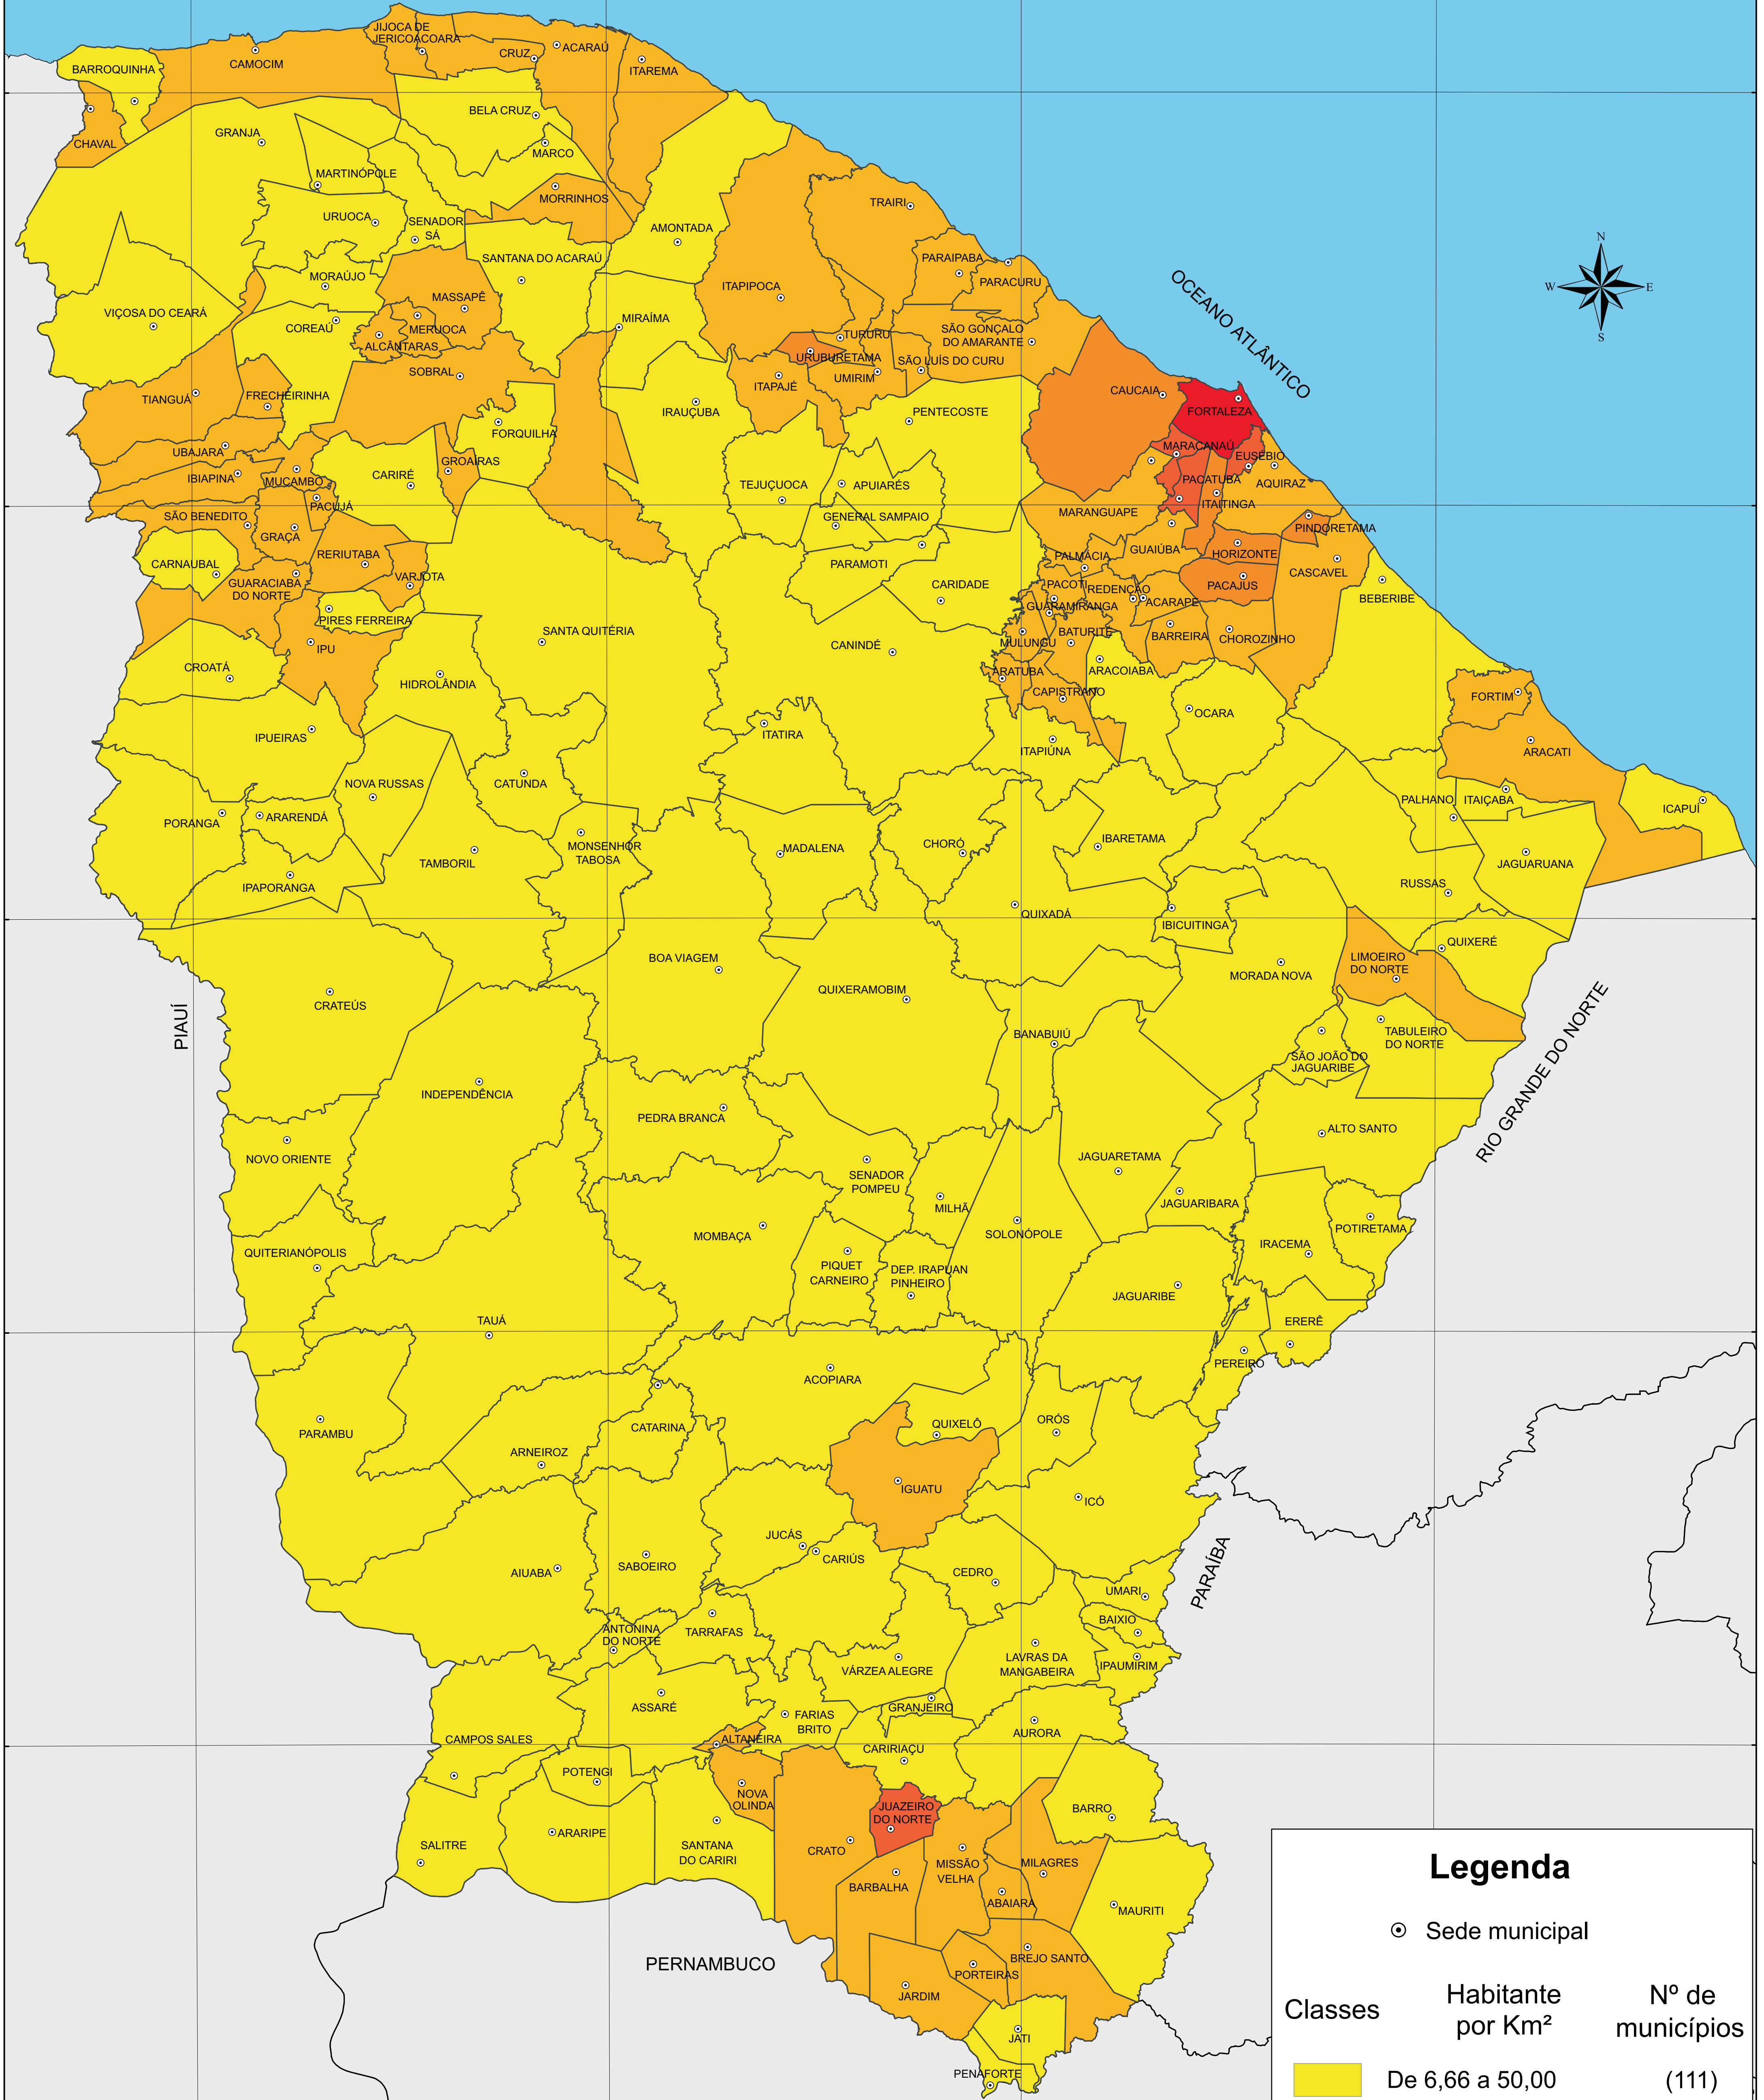 JIJOCA DE
JERICOACOARA
CRUZ
ACARAÚ
ITAREMA
BARROQUINHA
CAMOCIM
BELA CRUZ
CHAVAL
GRANJA
MARCO
MARTINÓPOLE
MORRINHOS
URUOCA
SENADOR
SÁ
AMONTADA
TRAIRI
SANTANA DO ACARAÚ
MORAÚJO
PARAIPABA
PARACURU
OCEANO ATLÂNTICO
N
W
E
S
VIÇOSA DO CEARÁ
MASSAPÊ
ITAPIPOCA
COREAÚ
MERUOCA
ALCÂNTARAS
MIRAÍMA
TURURU
SÃO GONÇALO
DO AMARANTE
URUBURETAMA
SÃO LUÍS DO CURU
SOBRAL
UMIRIM
ITAPAJÉ
TIANGUÁ
FRECHEIRINHA
IRAUÇUBA
PENTECOSTE
CAUCAIA
FORTALEZA
FORQUILHA
UBAJARA
MARACANAÚ
EUSÉBIO
GROAÍRAS
IBIAPINA
MUCAMBO
CARIRÉ
TEJUÇUOCA
APUIARÉS
PACATUBA
AQUIRAZ
PACUJÁ
ITAITINGA
SÃO BENEDITO
GENERAL SAMPAIO
MARANGUAPE
PINDORETAMA
GRAÇA
RERIUTABA
CARNAUBAL
PARAMOTI
PALMÁCIA
GUAIÚBA
HORIZONTE
VARJOTA
CASCAVEL
GUARACIABA
DO NORTE
CARIDADE
PACOTI
REDENÇÃO
PACAJUS
BEBERIBE
GUARAMIRANGA
ACARAPE
PIRES FERREIRA
SANTA QUITÉRIA
CANINDÉ
MULUNGU
BATURITÉ
BARREIRA
CHOROZINHO
IPU
CROATÁ
HIDROLÂNDIA
ARATUBA
ARACOIABA
CAPISTRANO
FORTIM
OCARA
IPUEIRAS
ITATIRA
ITAPIÚNA
ARACATI
NOVA RUSSAS
CATUNDA
PALHANO
ITAIÇABA
ICAPUÍ
PORANGA
ARARENDÁ
MONSENHOR
TABOSA
MADALENA
CHORÓ
IBARETAMA
TAMBORIL
JAGUARUANA
IPAPORANGA
RUSSAS
QUIXADÁ
IBICUITINGA
QUIXERÉ
BOA VIAGEM
LIMOEIRO
DO NORTE
MORADA NOVA
PIAUÍ
CRATEÚS
QUIXERAMOBIM
RIO GRANDE DO NORTE
BANABUIÚ
TABULEIRO
DO NORTE
SÃO JOÃO DO
JAGUARIBE
INDEPENDÊNCIA
PEDRA BRANCA
ALTO SANTO
NOVO ORIENTE
JAGUARETAMA
SENADOR
POMPEU
MILHÃ
JAGUARIBARA
POTIRETAMA
MOMBAÇA
SOLONÓPOLE
IRACEMA
QUITERIANÓPOLIS
PIQUET
CARNEIRO
DEP. IRAPUAN
PINHEIRO
JAGUARIBE
TAUÁ
ERERÊ
PEREIRO
ACOPIARA
PARAMBU
CATARINA
QUIXELÔ
ORÓS
ARNEIROZ
IGUATU
ICÓ
JUCÁS
CARIÚS
PARAÍBA
AIUABA
SABOEIRO
CEDRO
UMARI
BAIXIO
ANTONINA
DO NORTE
TARRAFAS
LAVRAS DA
MANGABEIRA
IPAUMIRIM
VÁRZEA ALEGRE
ASSARÉ
GRANJEIRO
FARIAS
BRITO
AURORA
CAMPOS SALES
ALTANEIRA
CARIRIAÇU
POTENGI
NOVA
OLINDA
JUAZEIRO
DO NORTE
BARRO
ARARIPE
SALITRE
SANTANA
DO CARIRI
CRATO
MISSÃO
VELHA
MILAGRES
BARBALHA
ABAIARA
MAURITI
PERNAMBUCO
BREJO SANTO
PORTEIRAS
JARDIM
JATI
PENAFORTE
Legenda
Sede municipal
Classes
Habitante
por Km²
Nº de
municípios
De 6,66 a 50,00
(111)